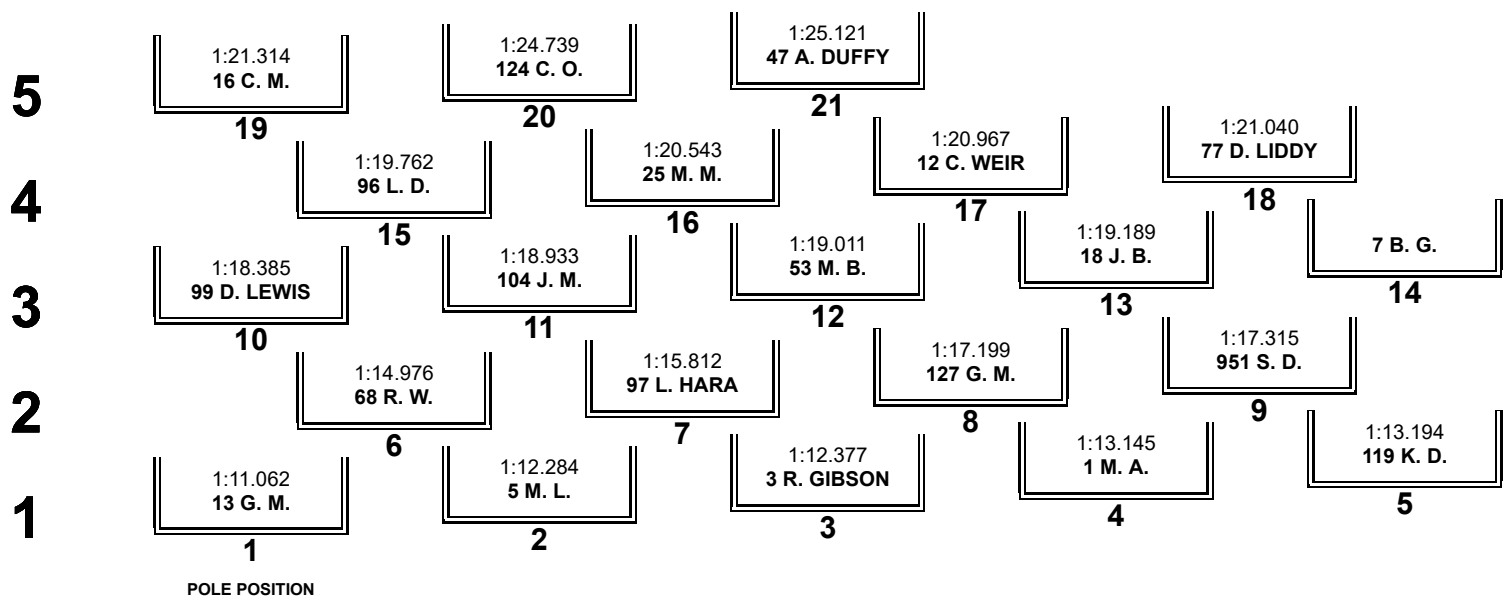 5
1:21.314
16 C. M.
19
1:24.739
124 C. O.
20
1:25.121
47 A. DUFFY
21
4
1:19.762
96 L. D.
15
1:20.543
25 M. M.
16
1:20.967
12 C. WEIR
17
1:21.040
77 D. LIDDY
18
3
1:18.385
99 D. LEWIS
10
1:18.933
104 J. M.
11
1:19.011
53 M. B.
12
1:19.189
18 J. B.
13
7 B. G.
14
2
1:14.976
68 R. W.
6
1:15.812
97 L. HARA
7
1:17.199
127 G. M.
8
1:17.315
951 S. D.
9
1
1:11.062
13 G. M.
1
1:12.284
5 M. L.
2
1:12.377
3 R. GIBSON
3
1:13.145
1 M. A.
4
1:13.194
119 K. D.
5
POLE POSITION